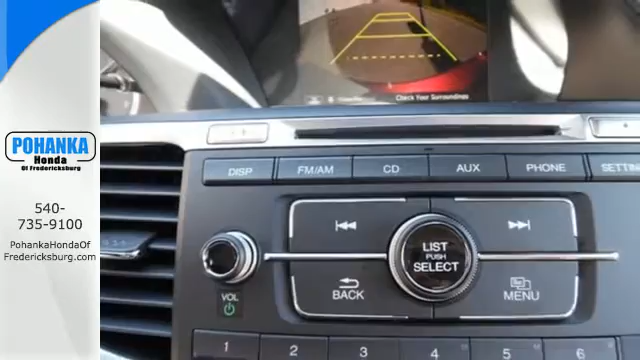 Check Your Surroundings
DISP FM/AM CD AUX PHONE SETTIN
LIST
PUSH
SELECT
VOL
BACK MENU
1 2 3 4 5 6
POHANKA
Honda
Of Fredericksburg
540-
735-9100
PohankaHondaOf
Fredericksburg.com